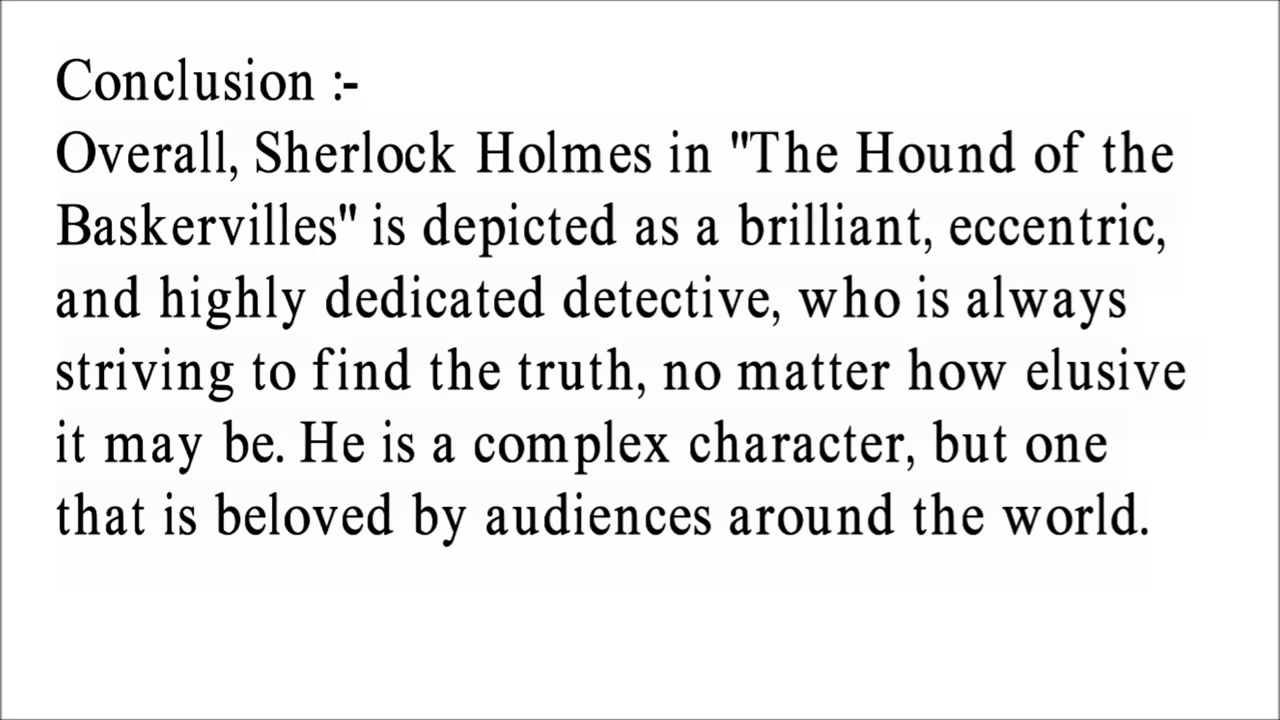 Conclusion :-
Overall, Sherlock Holmes in "The Hound of the
Baskervilles" is depicted as a brilliant, eccentric,
and highly dedicated detective, who is always
striving to find the truth, no matter how elusive
it may be. He is a complex character, but one
that is beloved by audiences around the world.